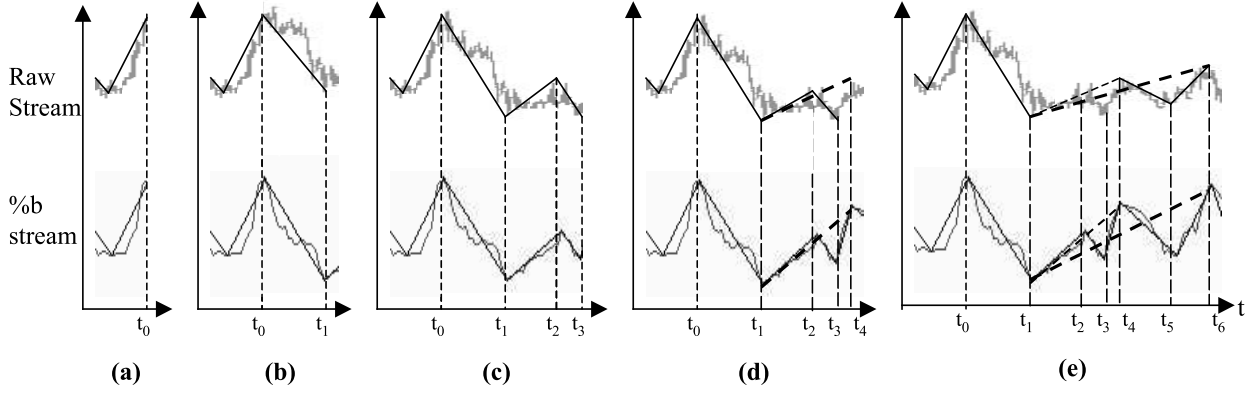 Raw
Stream
%b
stream
t0
t0 t1
t0 t1 t2 t3
t0 t1 t2 t3 t4
t0 t1 t2 t3 t4 t5 t6 t
(a) (b) (c) (d) (e)